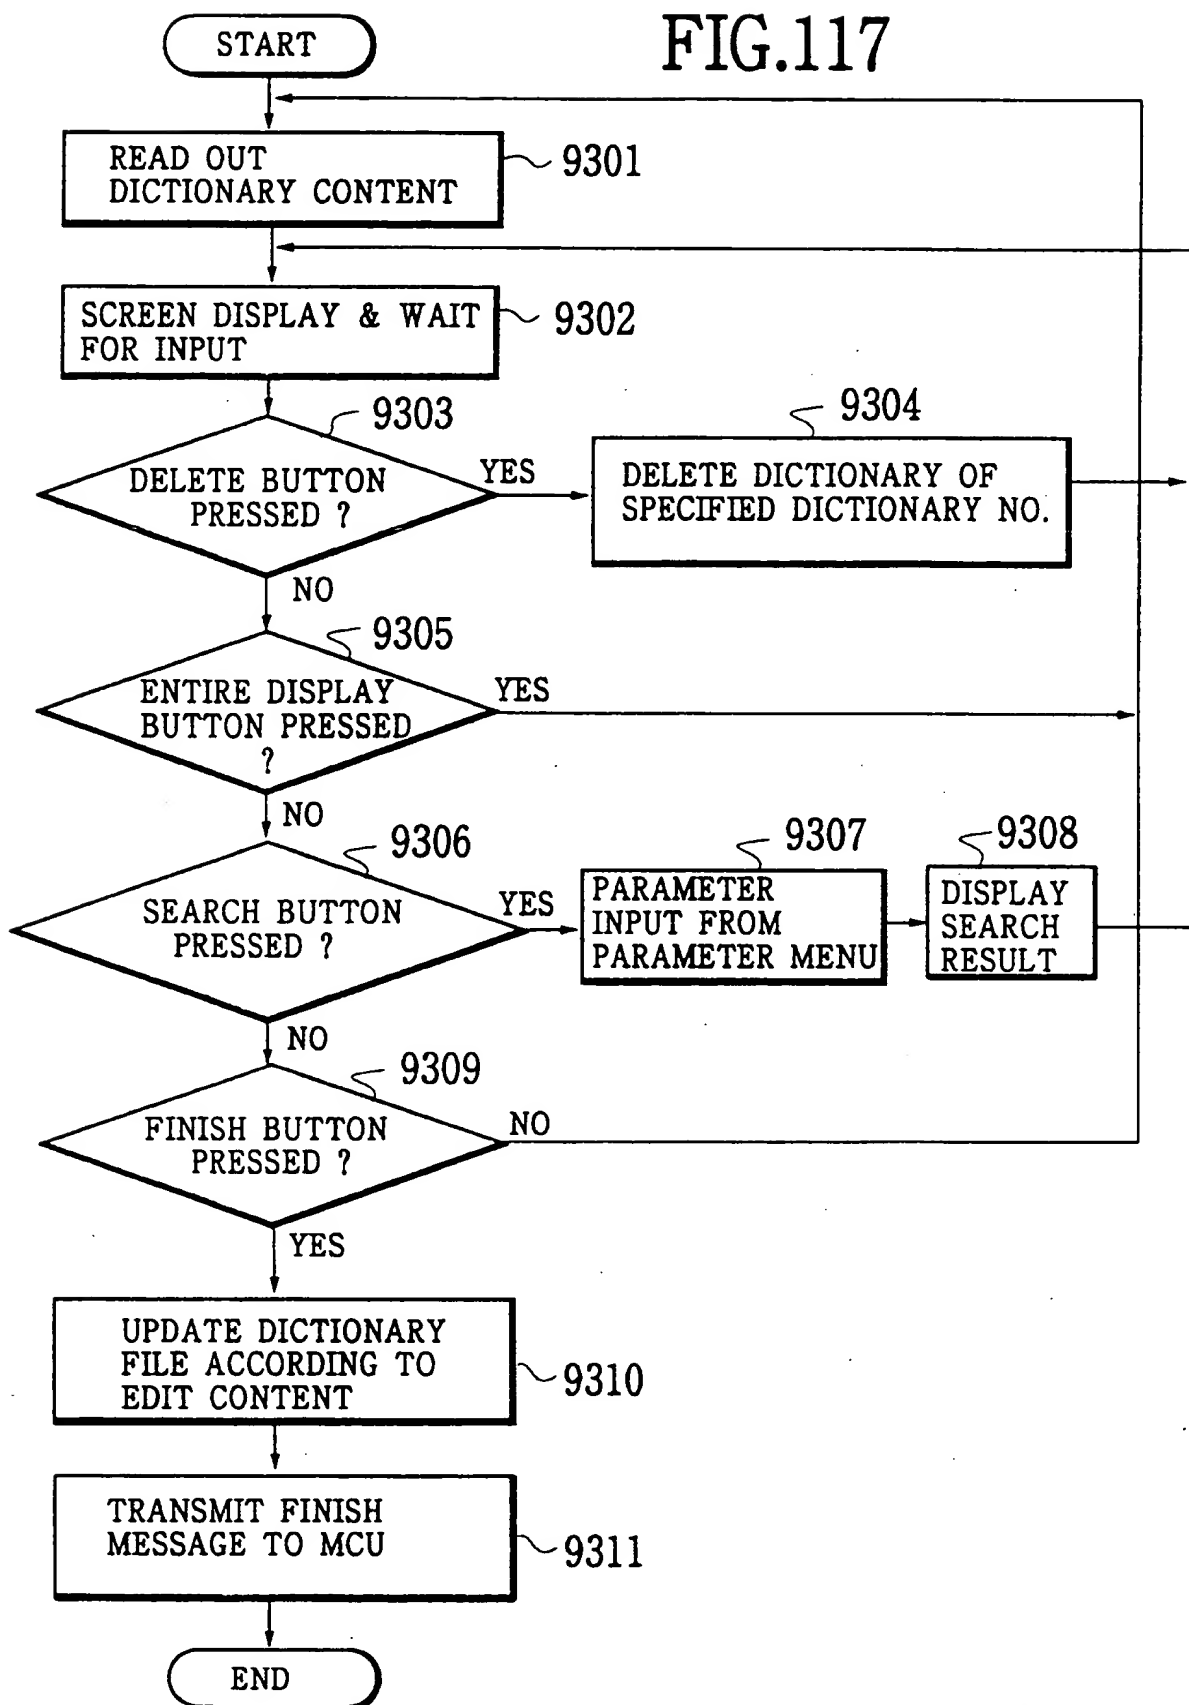 START
FIG.117
READ OUT
DICTIONARY CONTENT
9301
SCREEN DISPLAY & WAIT
FOR INPUT
9302
9303
DELETE BUTTON
PRESSED ?
YES
NO
9304
DELETE DICTIONARY OF
SPECIFIED DICTIONARY NO.
9305
ENTIRE DISPLAY
BUTTON PRESSED
?
YES
NO
9306
SEARCH BUTTON
PRESSED ?
YES
NO
9307
PARAMETER
INPUT FROM
PARAMETER MENU
9308
DISPLAY
SEARCH
RESULT
9309
FINISH BUTTON
PRESSED ?
NO
YES
UPDATE DICTIONARY
FILE ACCORDING TO
EDIT CONTENT
9310
TRANSMIT FINISH
MESSAGE TO MCU
9311
END